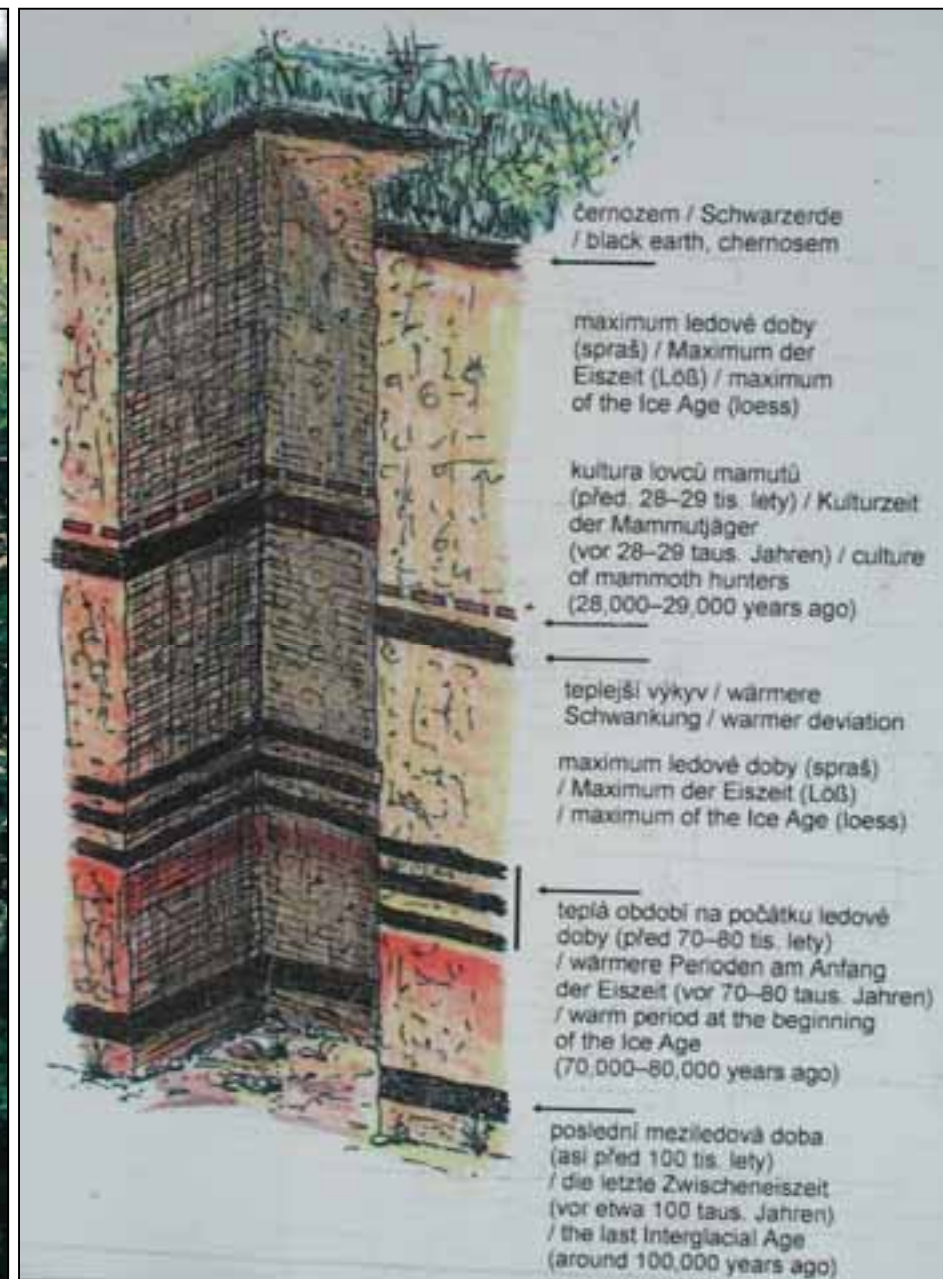 černozem / Schwarzerde
/ black earth, chernosem
maximum ledové doby
(spraš) / Maximum der
Eiszeit (Löß) / maximum
of the Ice Age (loess)
kultura lovců mamutů
(před. 28–29 tis. lety) / Kulturzeit
der Mammutjäger
(vor 28–29 taus. Jahren) / culture
of mammoth hunters
(28,000–29,000 years ago)
teplejší výkyv / wärmere
Schwankung / warmer deviation
maximum ledové doby (spraš)
/ Maximum der Eiszeit (Löß)
/ maximum of the Ice Age (loess)
teplá období na počátku ledové
doby (před 70–80 tis. lety)
/ wärmere Perioden am Anfang
der Eiszeit (vor 70–80 taus. Jahren)
/ warm period at the beginning
of the Ice Age
(70,000–80,000 years ago)
poslední meziledová doba
(asi před 100 tis. lety)
/ die letzte Zwischeneiszeit
(vor etwa 100 taus. Jahren)
/ the last Interglacial Age
(around 100,000 years ago)